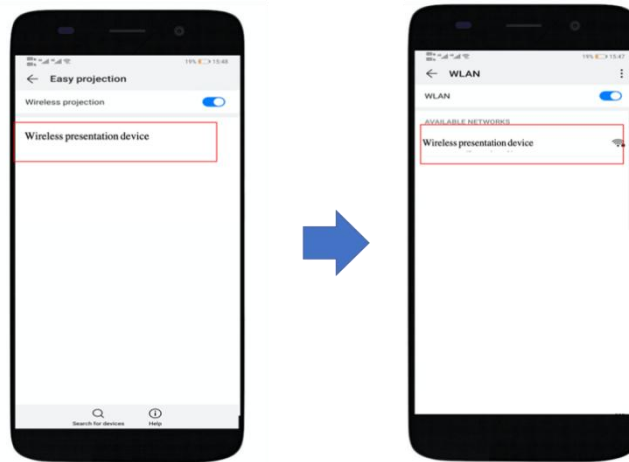 19% 15:48
Easy projection
Wireless projection
Wireless presentation device
Search for devices
Help
15% 15:47
WLAN
WLAN
AVAILABLE NETWORKS
Wireless presentation device